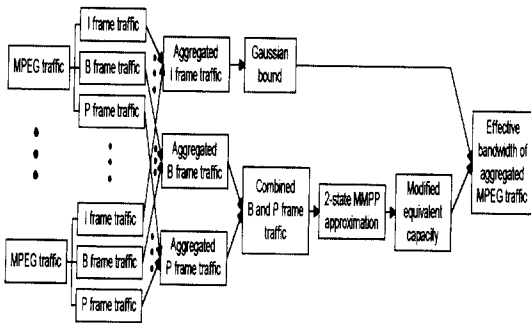 I frame traffic
MPEG traffic
B frame traffic
P frame traffic
Aggregated
I frame traffic
Gaussian
bound
Aggregated
B frame traffic
Combined
B and P frame
traffic
2-state MMPP
approximation
Modified
equivalent
capacity
Effective
bandwidth of
aggregated
MPEG traffic
I frame traffic
MPEG traffic
B frame traffic
P frame traffic
Aggregated
P frame traffic